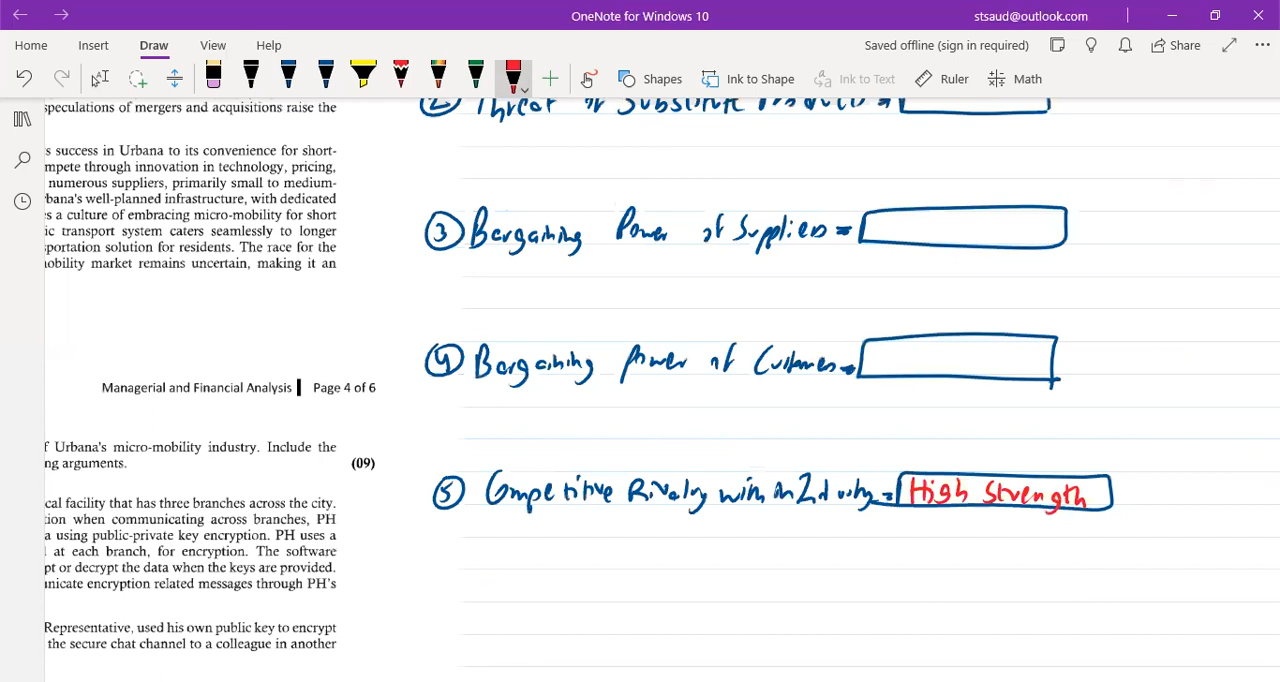 OneNote for Windows 10
stsaud@outlook.com
Home Insert Draw View Help
Saved offline (sign in required) Share
Shapes Ink to Shape Ink to Text Ruler Math
speculations of mergers and acquisitions raise the
s success in Urbana to its convenience for short-
mpete through innovation in technology, pricing,
numerous suppliers, primarily small to medium-
rbana's well-planned infrastructure, with dedicated
es a culture of embracing micro-mobility for short
ic transport system caters seamlessly to longer
sportation solution for residents. The race for the
nobility market remains uncertain, making it an
Managerial and Financial Analysis | Page 4 of 6
f Urbana's micro-mobility industry. Include the
ng arguments. (09)
cal facility that has three branches across the city.
tion when communicating across branches, PH
a using public-private key encryption. PH uses a
l at each branch, for encryption. The software
pt or decrypt the data when the keys are provided.
unicate encryption related messages through PH's
Representative, used his own public key to encrypt
the secure chat channel to a colleague in another
② Threat of Substitute Products =
③ Bargaining Power of Suppliers =
④ Bargaining Power of Customers =
⑤ Competitive Rivalry with in Industry = High Strength